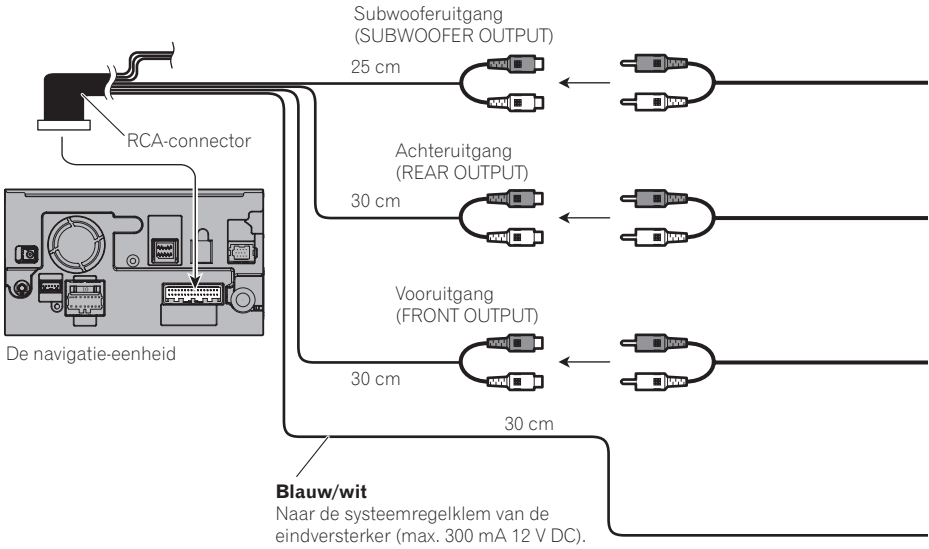 Subwooferuitgang
(SUBWOOFER OUTPUT)
25 cm
RCA-connector
Achteruitgang
(REAR OUTPUT)
30 cm
Vooruitgang
(FRONT OUTPUT)
De navigatie-eenheid
30 cm
30 cm
Blauw/wit
Naar de systeemregelklem van de
eindversterker (max. 300 mA 12 V DC).